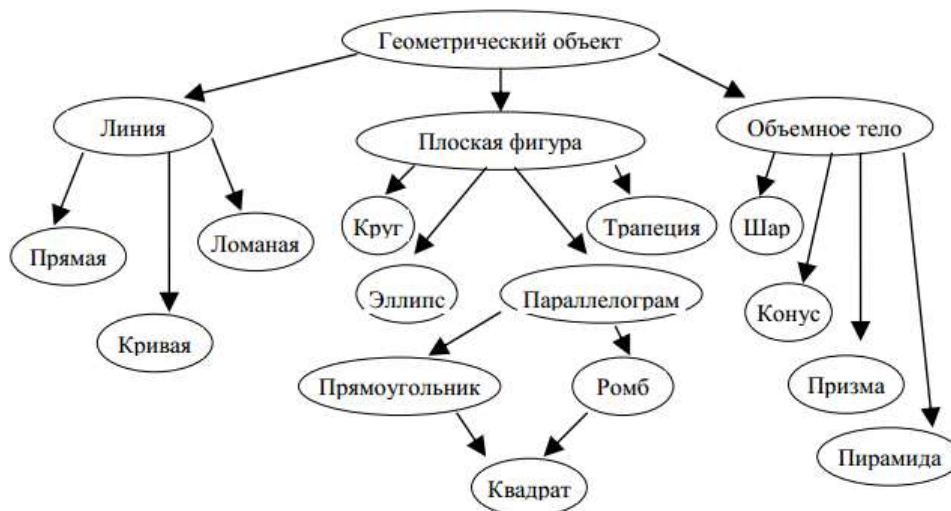 Геометрический объект
Линия
Плоская фигура
Объемное тело
Прямая
Ломаная
Круг
Трапеция
Шар
Эллипс
Параллелограм
Конус
Кривая
Прямоугольник
Ромб
Призма
Пирамида
Квадрат